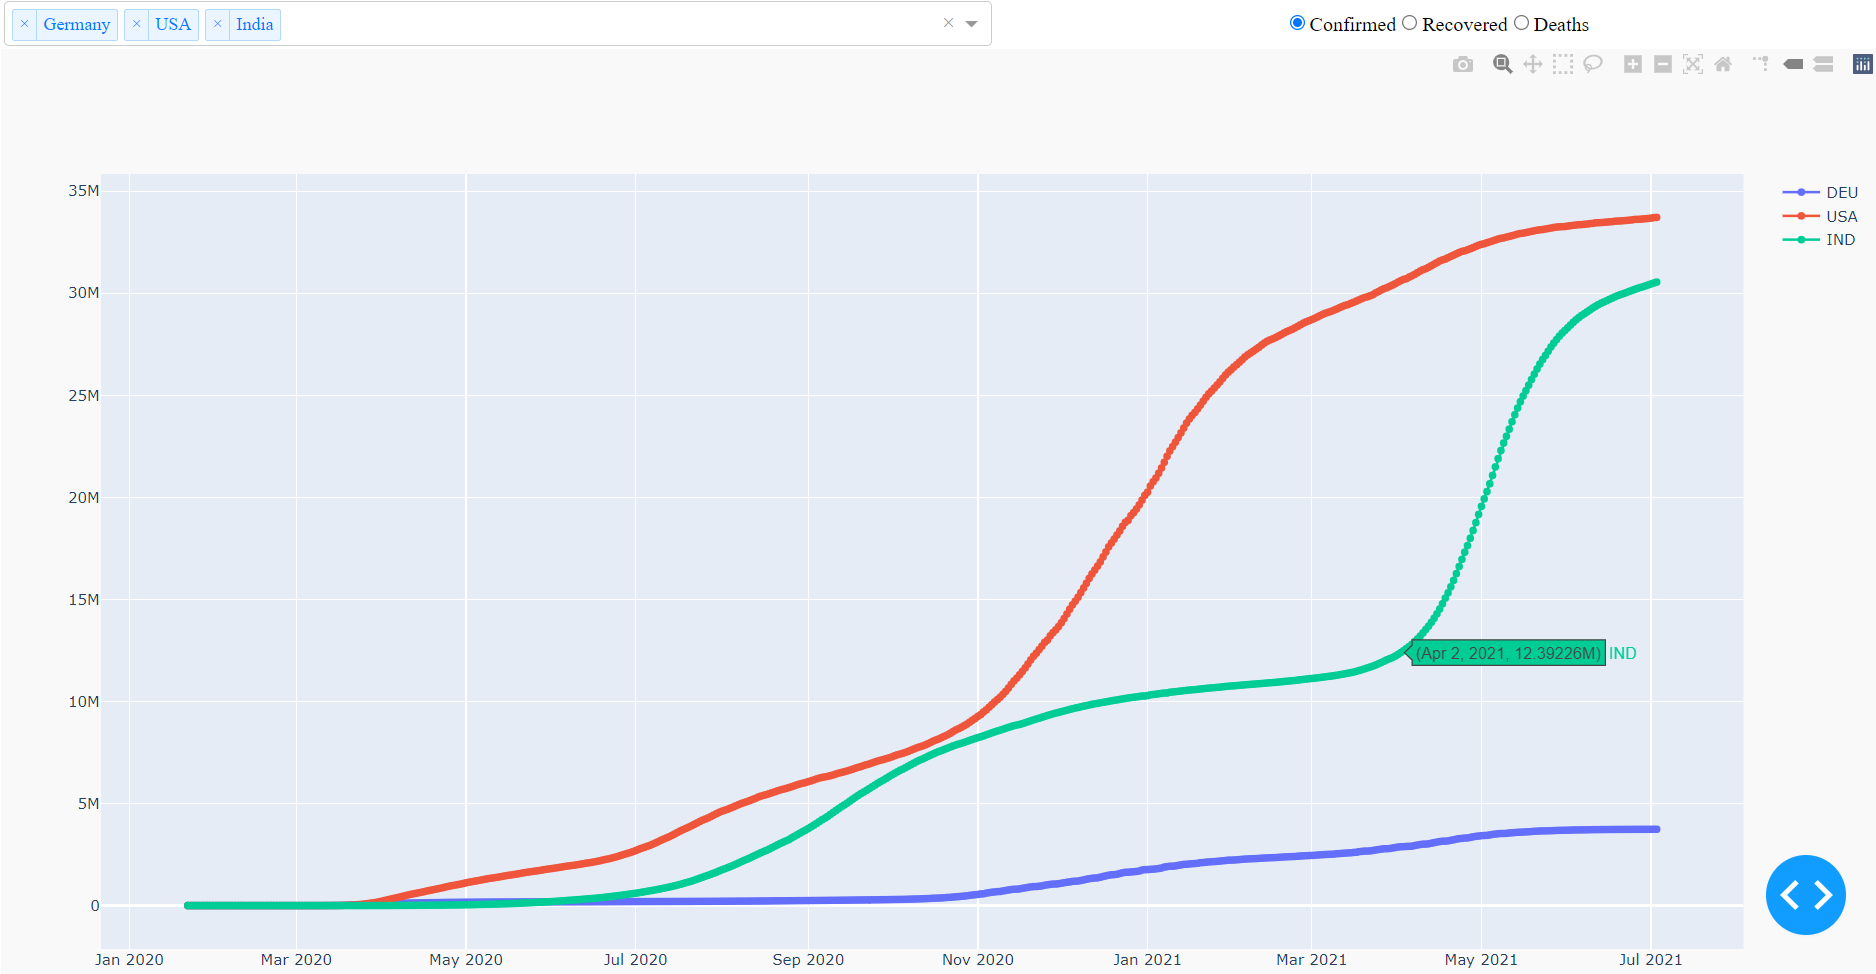 × Germany × USA × India ×
Confirmed Recovered Deaths
35M
30M
25M
20M
15M
10M
5M
0
Jan 2020 Mar 2020 May 2020 Jul 2020 Sep 2020 Nov 2020 Jan 2021 Mar 2021 May 2021 Jul 2021
(Apr 2, 2021, 12.39226M) IND
DEU
USA
IND